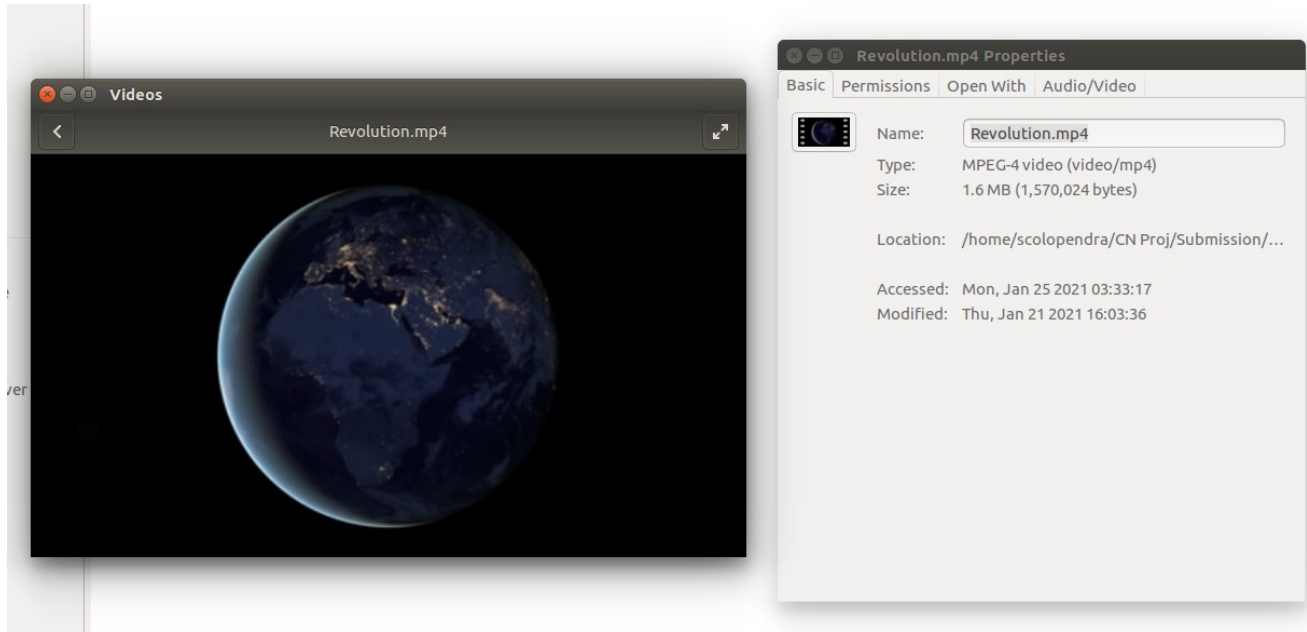 Videos
Revolution.mp4
ver
Revolution.mp4 Properties
Basic Permissions Open With Audio/Video
Name: Revolution.mp4
Type: MPEG-4 video (video/mp4)
Size: 1.6 MB (1,570,024 bytes)
Location: /home/scolopendra/CN Proj/Submission/...
Accessed: Mon, Jan 25 2021 03:33:17
Modified: Thu, Jan 21 2021 16:03:36